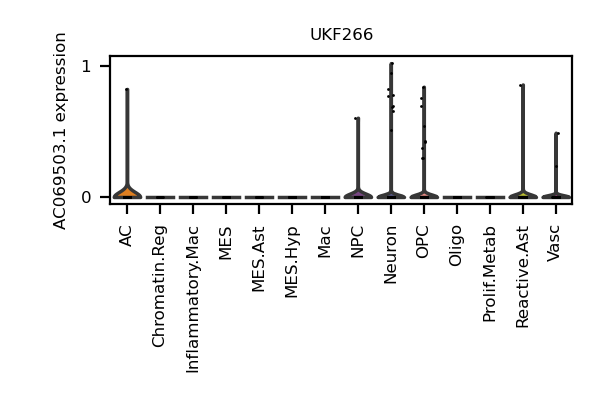 UKF266
AC069503.1 expression
1
0
AC
Chromatin.Reg
Inflammatory.Mac
MES
MES.Ast
MES.Hyp
Mac
NPC
Neuron
OPC
Oligo
Prolif.Metab
Reactive.Ast
Vasc